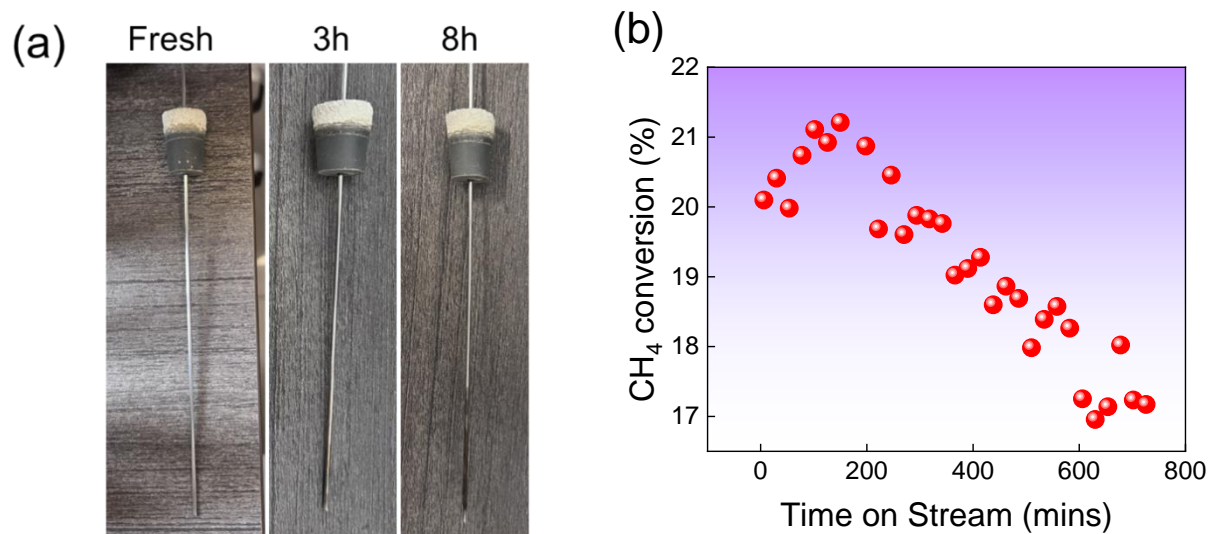 (a)
Fresh 3h 8h
(b)
22
21
20
19
18
17
CH₄ conversion (%)
0 200 400 600 800
Time on Stream (mins)